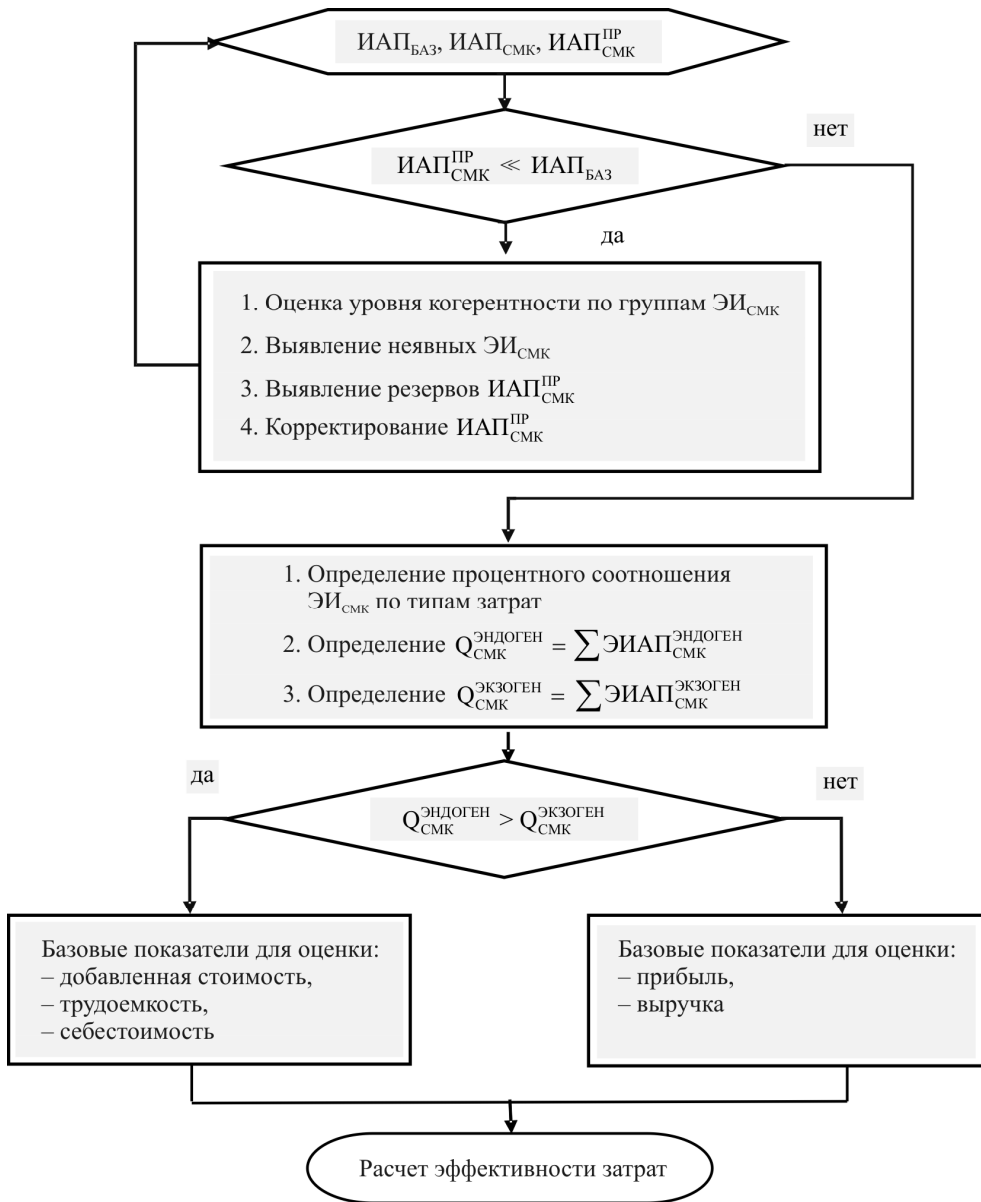 ИАП_БАЗ, ИАП_СМК, ИАП^ПР_СМК
нет
ИАП^ПР_СМК ≪ ИАП_БАЗ
да
1. Оценка уровня когерентности по группам ЭИ_СМК
2. Выявление неявных ЭИ_СМК
3. Выявление резервов ИАП^ПР_СМК
4. Корректирование ИАП^ПР_СМК
1. Определение процентного соотношения
ЭИ_СМК по типам затрат
2. Определение Q^ЭНДОГЕН_СМК = ∑ ЭИАП^ЭНДОГЕН_СМК
3. Определение Q^ЭКЗОГЕН_СМК = ∑ ЭИАП^ЭКЗОГЕН_СМК
да
нет
Q^ЭНДОГЕН_СМК > Q^ЭКЗОГЕН_СМК
Базовые показатели для оценки:
– добавленная стоимость,
– трудоемкость,
– себестоимость
Базовые показатели для оценки:
– прибыль,
– выручка
Расчет эффективности затрат